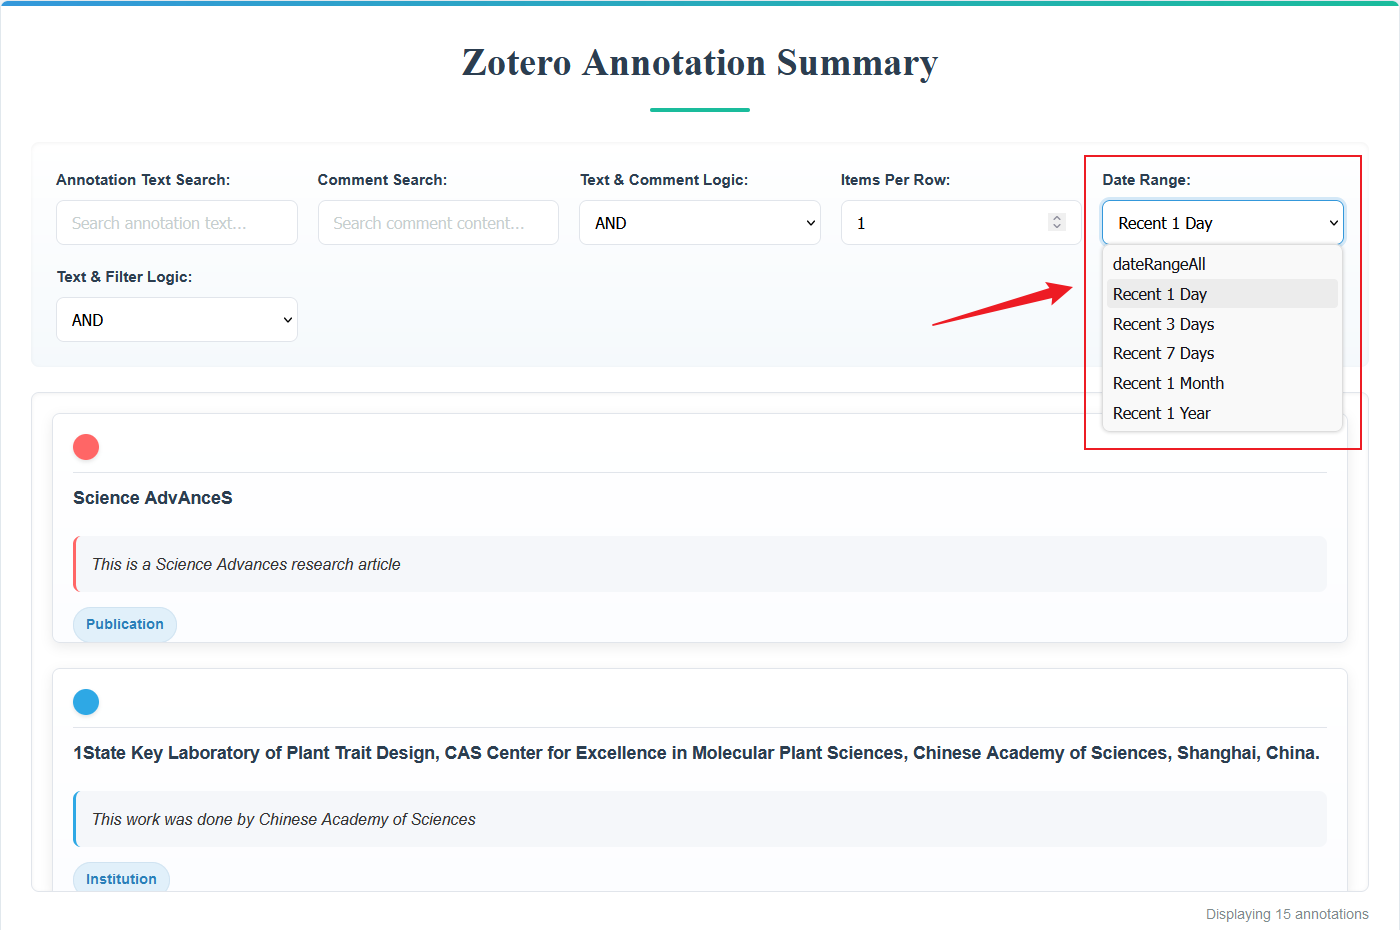 Zotero Annotation Summary
Annotation Text Search:
Search annotation text...
Comment Search:
Search comment content...
Text & Comment Logic:
AND
Items Per Row:
1
Date Range:
Recent 1 Day
dateRangeAll
Recent 1 Day
Recent 3 Days
Recent 7 Days
Recent 1 Month
Recent 1 Year
Text & Filter Logic:
AND
Science AdvAnceS
This is a Science Advances research article
Publication
1State Key Laboratory of Plant Trait Design, CAS Center for Excellence in Molecular Plant Sciences, Chinese Academy of Sciences, Shanghai, China.
This work was done by Chinese Academy of Sciences
Institution
Displaying 15 annotations